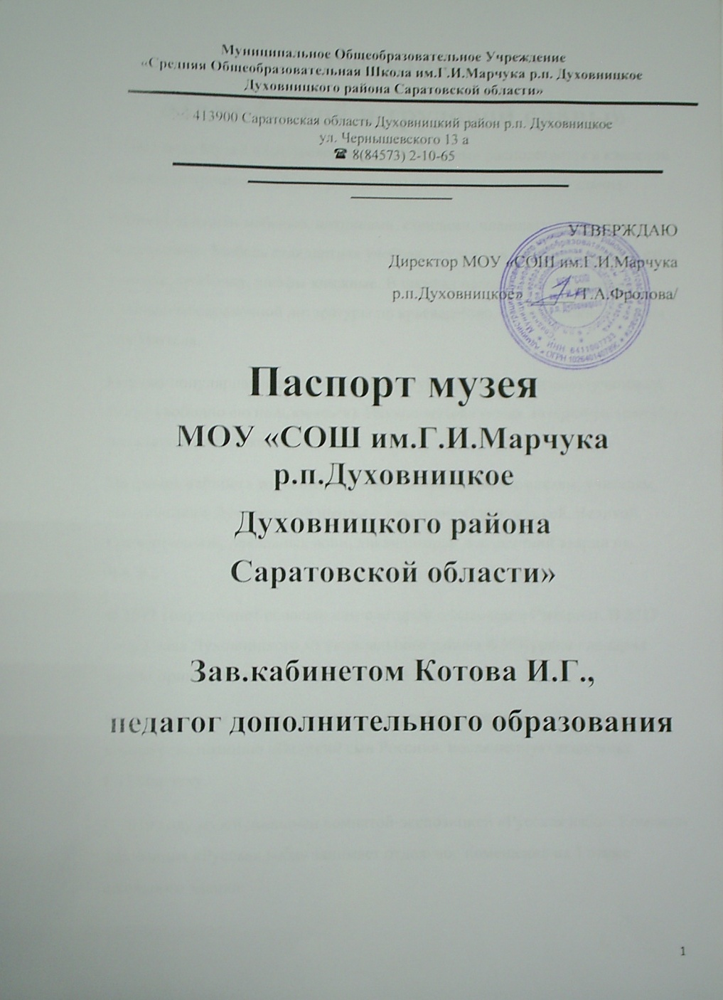 Муниципальное Общеобразовательное Учреждение
«Средняя Общеобразовательная Школа им.Г.И.Марчука р.п. Духовницкое
Духовницкого района Саратовской области»
413900 Саратовская область Духовницкий район р.п. Духовницкое
ул. Чернышевского 13 а
☎ 8(84573) 2-10-65
УТВЕРЖДАЮ
Директор МОУ «СОШ им.Г.И.Марчука
р.п.Духовницкое» /Т.А.Фролова/
ИНН 6411007733
Паспорт музея
МОУ «СОШ им.Г.И.Марчука
р.п.Духовницкое
Духовницкого района
Саратовской области»
Зав.кабинетом Котова И.Г.,
педагог дополнительного образования
1